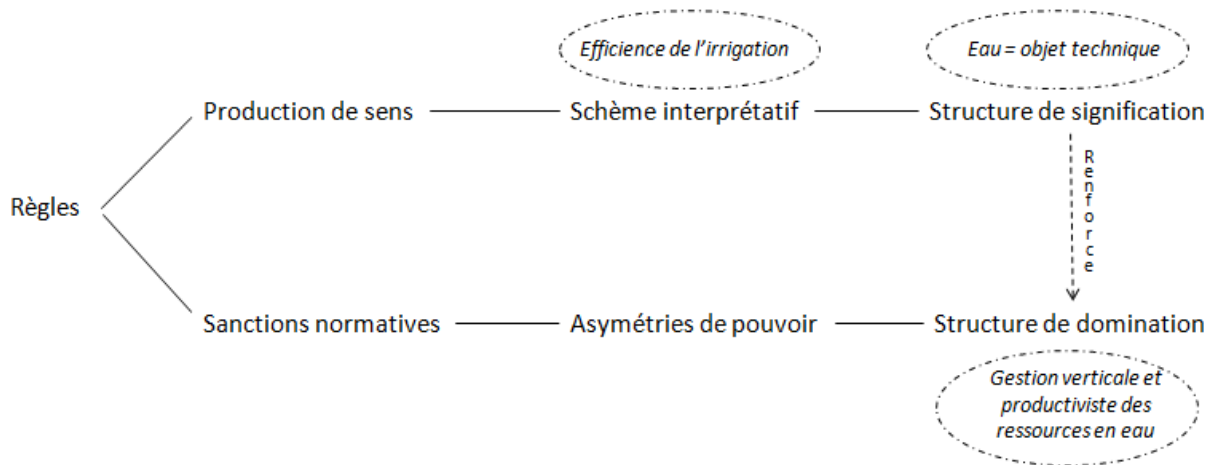 Efficience de l'irrigation
Eau = objet technique
Production de sens
Schème interprétatif
Structure de signification
Renforce
Règles
Sanctions normatives
Asymétries de pouvoir
Structure de domination
Gestion verticale et
productiviste des
ressources en eau